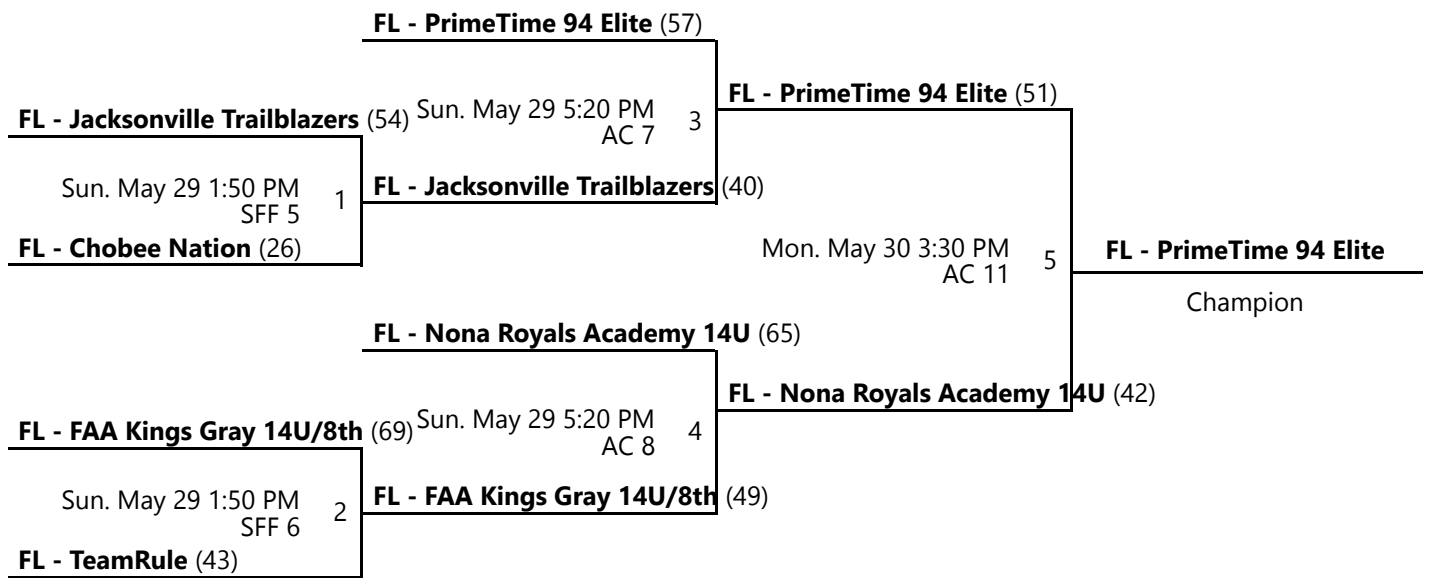 FL - PrimeTime 94 Elite (57)
FL - PrimeTime 94 Elite (51)
FL - Jacksonville Trailblazers (54)
Sun. May 29 5:20 PM
AC 7
3
Sun. May 29 1:50 PM
SFF 5
1
FL - Jacksonville Trailblazers (40)
FL - Chobee Nation (26)
Mon. May 30 3:30 PM
AC 11
5
FL - PrimeTime 94 Elite
Champion
FL - Nona Royals Academy 14U (65)
FL - Nona Royals Academy 14U (42)
FL - FAA Kings Gray 14U/8th (69)
Sun. May 29 5:20 PM
AC 8
4
Sun. May 29 1:50 PM
SFF 6
2
FL - FAA Kings Gray 14U/8th (49)
FL - TeamRule (43)